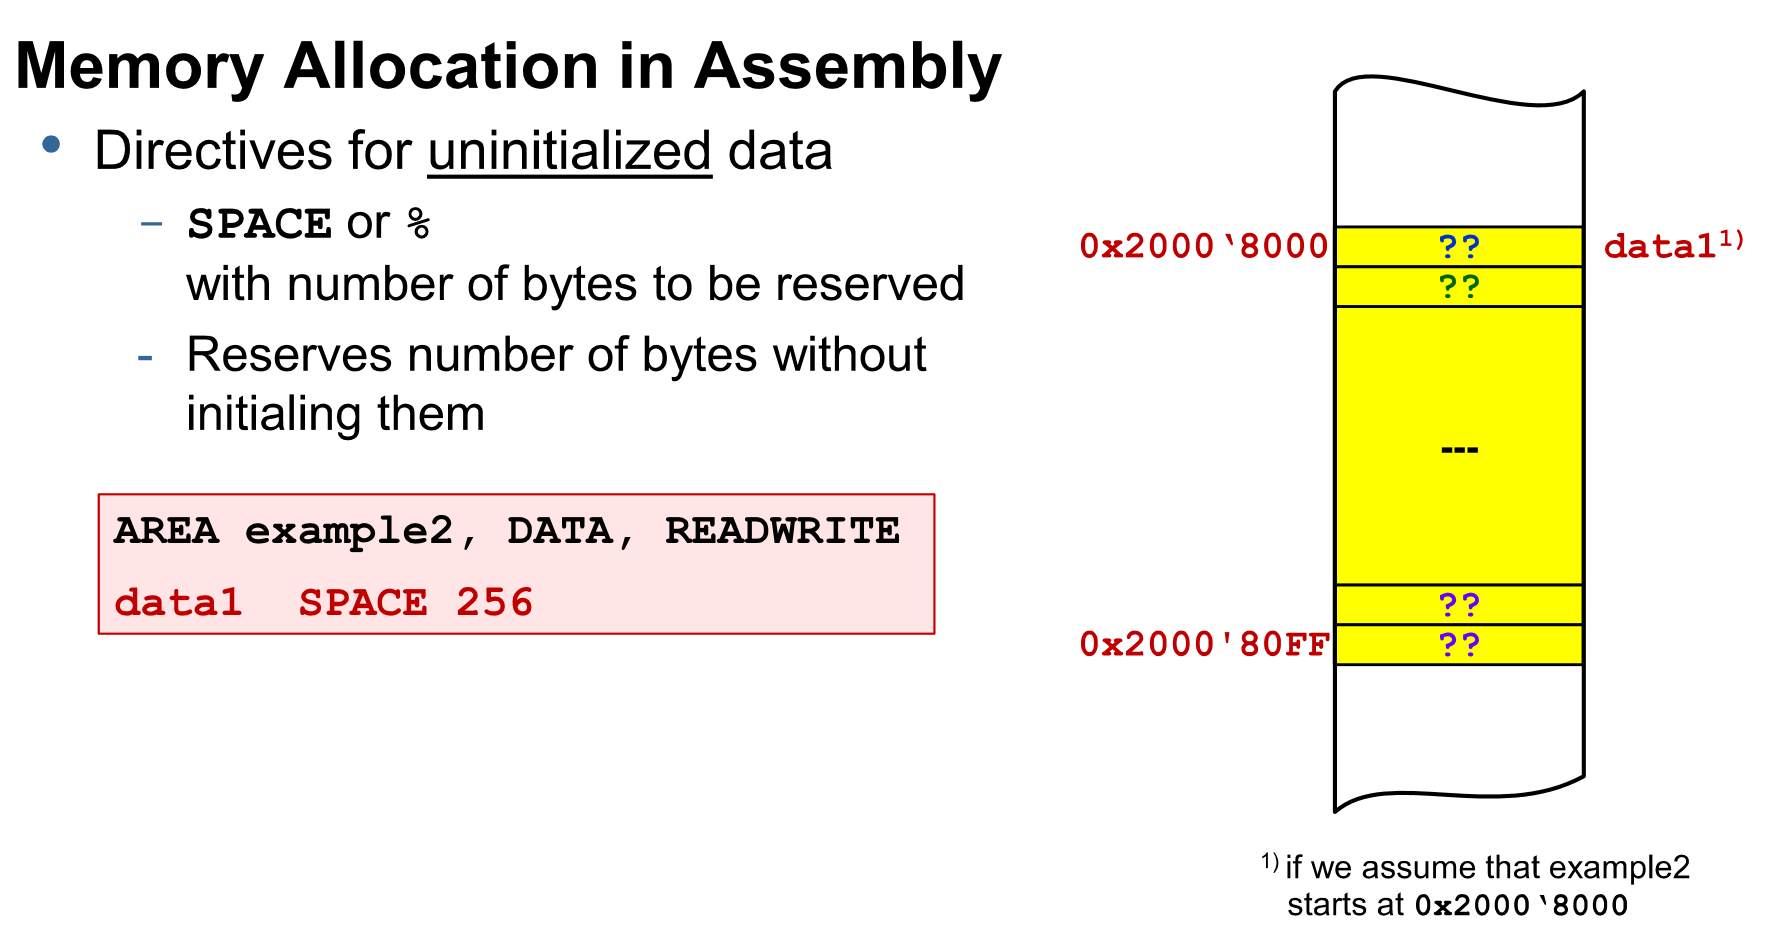 Memory Allocation in Assembly
• Directives for uninitialized data
– SPACE or %
with number of bytes to be reserved
- Reserves number of bytes without
initialing them
AREA example2, DATA, READWRITE
data1 SPACE 256
0x2000‘8000 ?? data1¹⁾
??
---
??
0x2000'80FF ??
¹⁾ if we assume that example2
starts at 0x2000‘8000